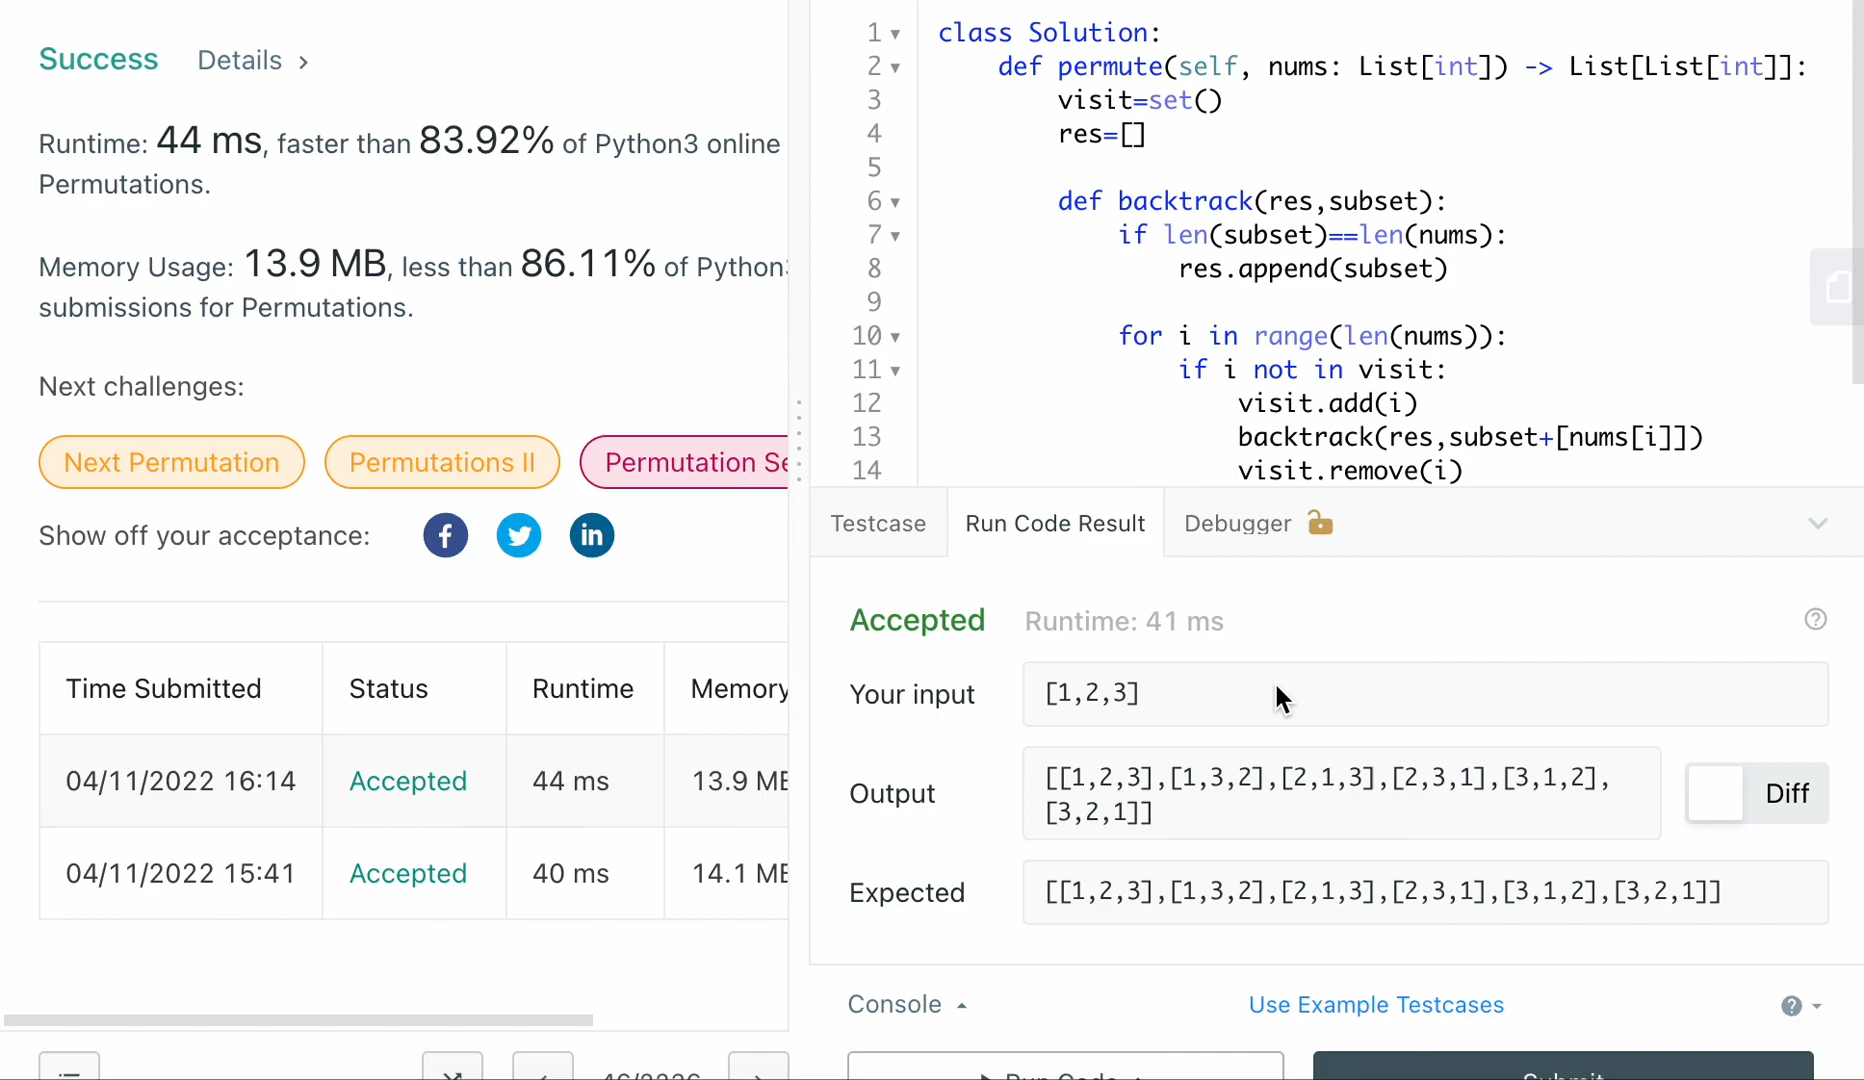 Success Details >
Runtime: 44 ms, faster than 83.92% of Python3 online
Permutations.
Memory Usage: 13.9 MB, less than 86.11% of Python
submissions for Permutations.
Next challenges:
Next Permutation Permutations II Permutation Se
Show off your acceptance: f in
Time Submitted Status Runtime Memory
04/11/2022 16:14 Accepted 44 ms 13.9 MB
04/11/2022 15:41 Accepted 40 ms 14.1 MB
1 class Solution:
2 def permute(self, nums: List[int]) -> List[List[int]]:
3 visit=set()
4 res=[]
5
6 def backtrack(res,subset):
7 if len(subset)==len(nums):
8 res.append(subset)
9
10 for i in range(len(nums)):
11 if i not in visit:
12 visit.add(i)
13 backtrack(res,subset+[nums[i]])
14 visit.remove(i)
Testcase Run Code Result Debugger
Accepted Runtime: 41 ms ?
Your input [1,2,3]
Output [[1,2,3],[1,3,2],[2,1,3],[2,3,1],[3,1,2],
[3,2,1]] Diff
Expected [[1,2,3],[1,3,2],[2,1,3],[2,3,1],[3,1,2],[3,2,1]]
Console Use Example Testcases ?
Run Code Submit